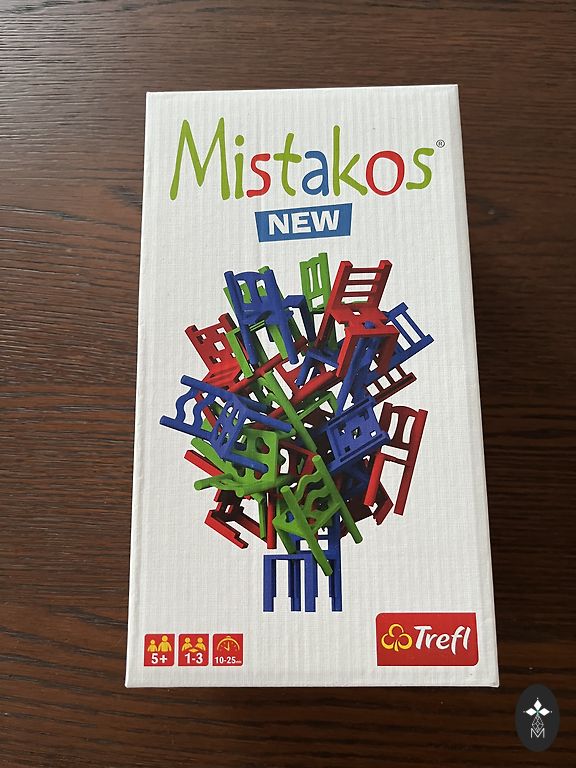 Mistakos®
NEW
5+
1-3
10-25min
Trefl
M